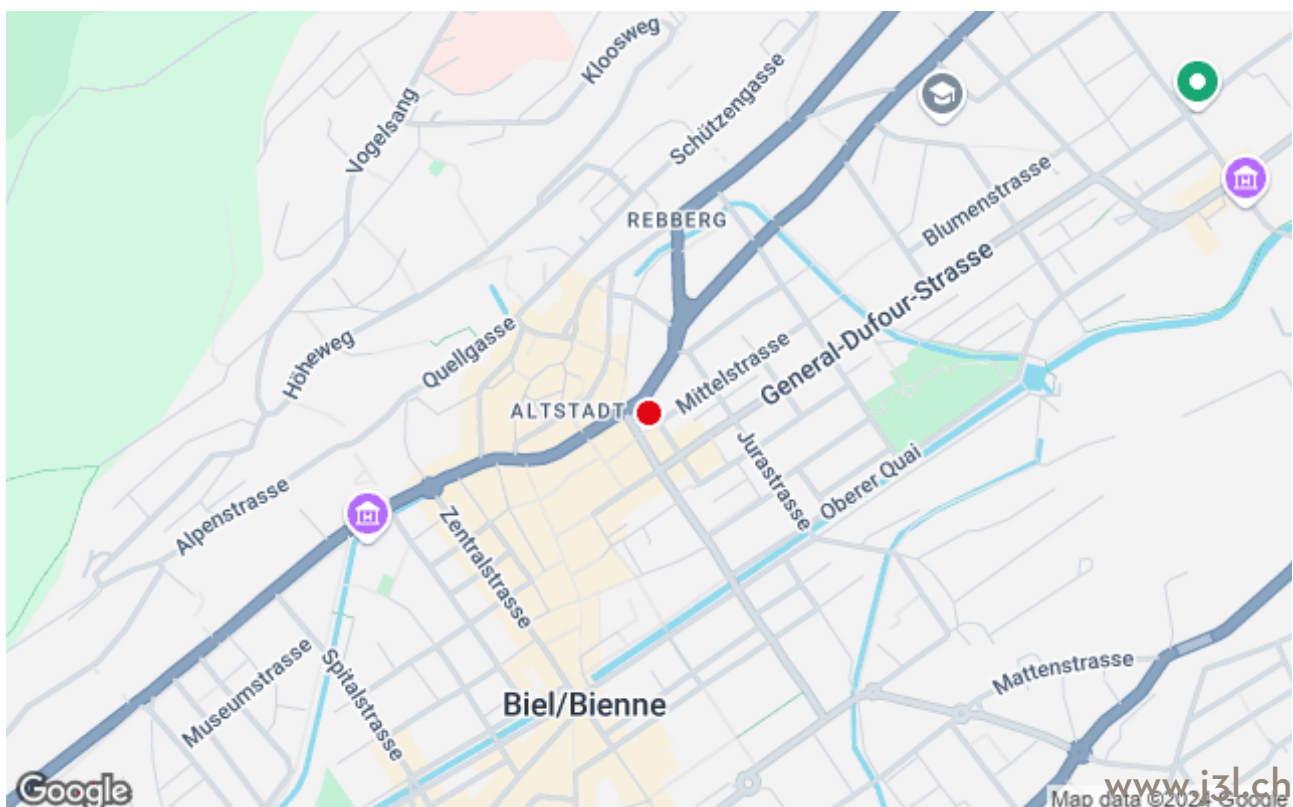 Kloosweg
Vogelsang
Schützengasse
Blumenstrasse
REBBERG
General-Dufour-Strasse
Höheweg
Quellgasse
Mittelstrasse
ALTSTADT
Jurastrasse
Oberer Quai
Alpenstrasse
Zentralstrasse
Museumstrasse
Spitalstrasse
Mattenstrasse
Biel/Bienne
Google
www.j3l.ch
Map data ©2024 Google